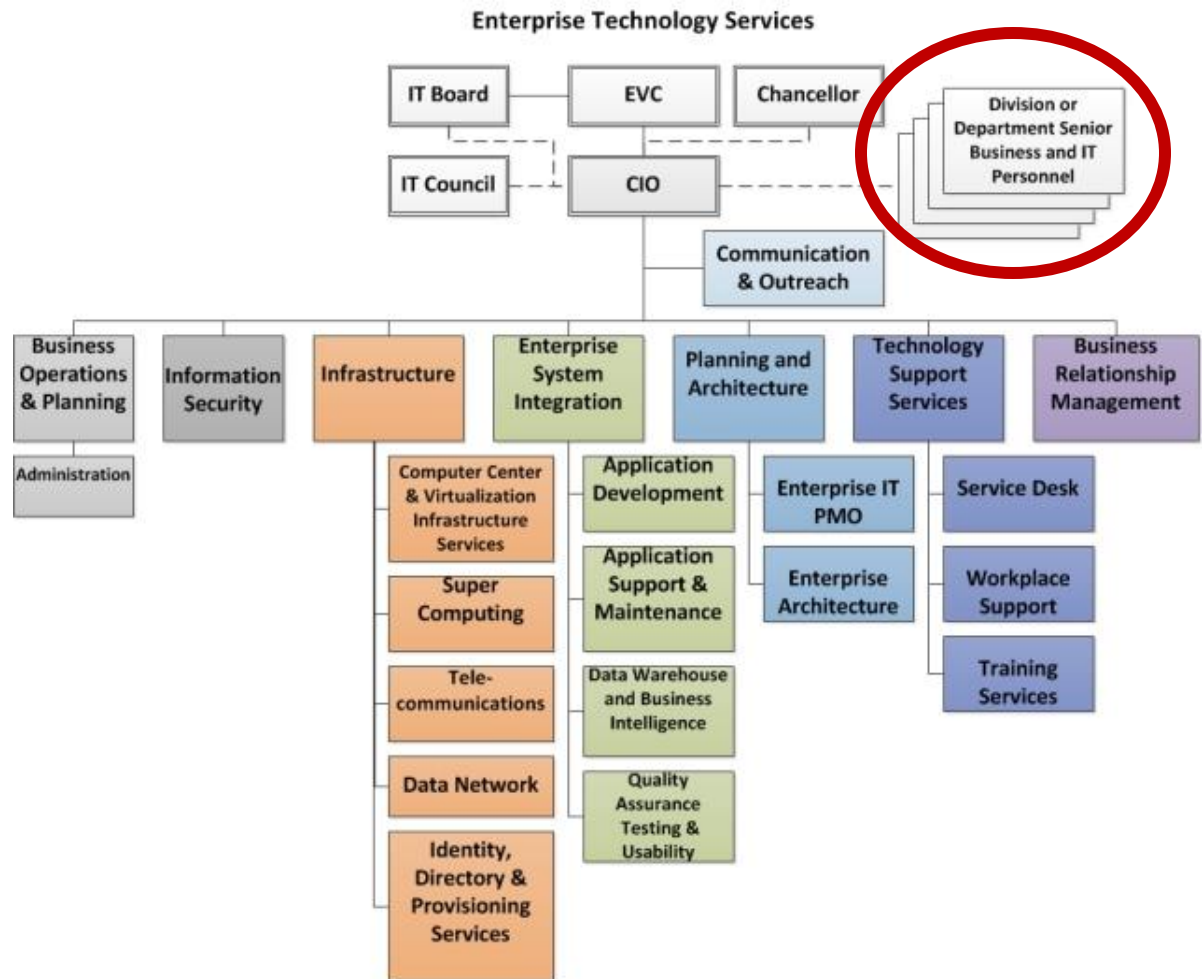 Enterprise Technology Services
IT Board
EVC
Chancellor
Division or
Department Senior
Business and IT
Personnel
IT Council
CIO
Communication
& Outreach
Business
Operations
& Planning
Information
Security
Infrastructure
Enterprise
System
Integration
Planning and
Architecture
Technology
Support
Services
Business
Relationship
Management
Administration
Computer Center
& Virtualization
Infrastructure
Services
Super
Computing
Tele-
communications
Data Network
Identity,
Directory &
Provisioning
Services
Application
Development
Application
Support &
Maintenance
Data Warehouse
and Business
Intelligence
Quality
Assurance
Testing &
Usability
Enterprise IT
PMO
Enterprise
Architecture
Service Desk
Workplace
Support
Training
Services